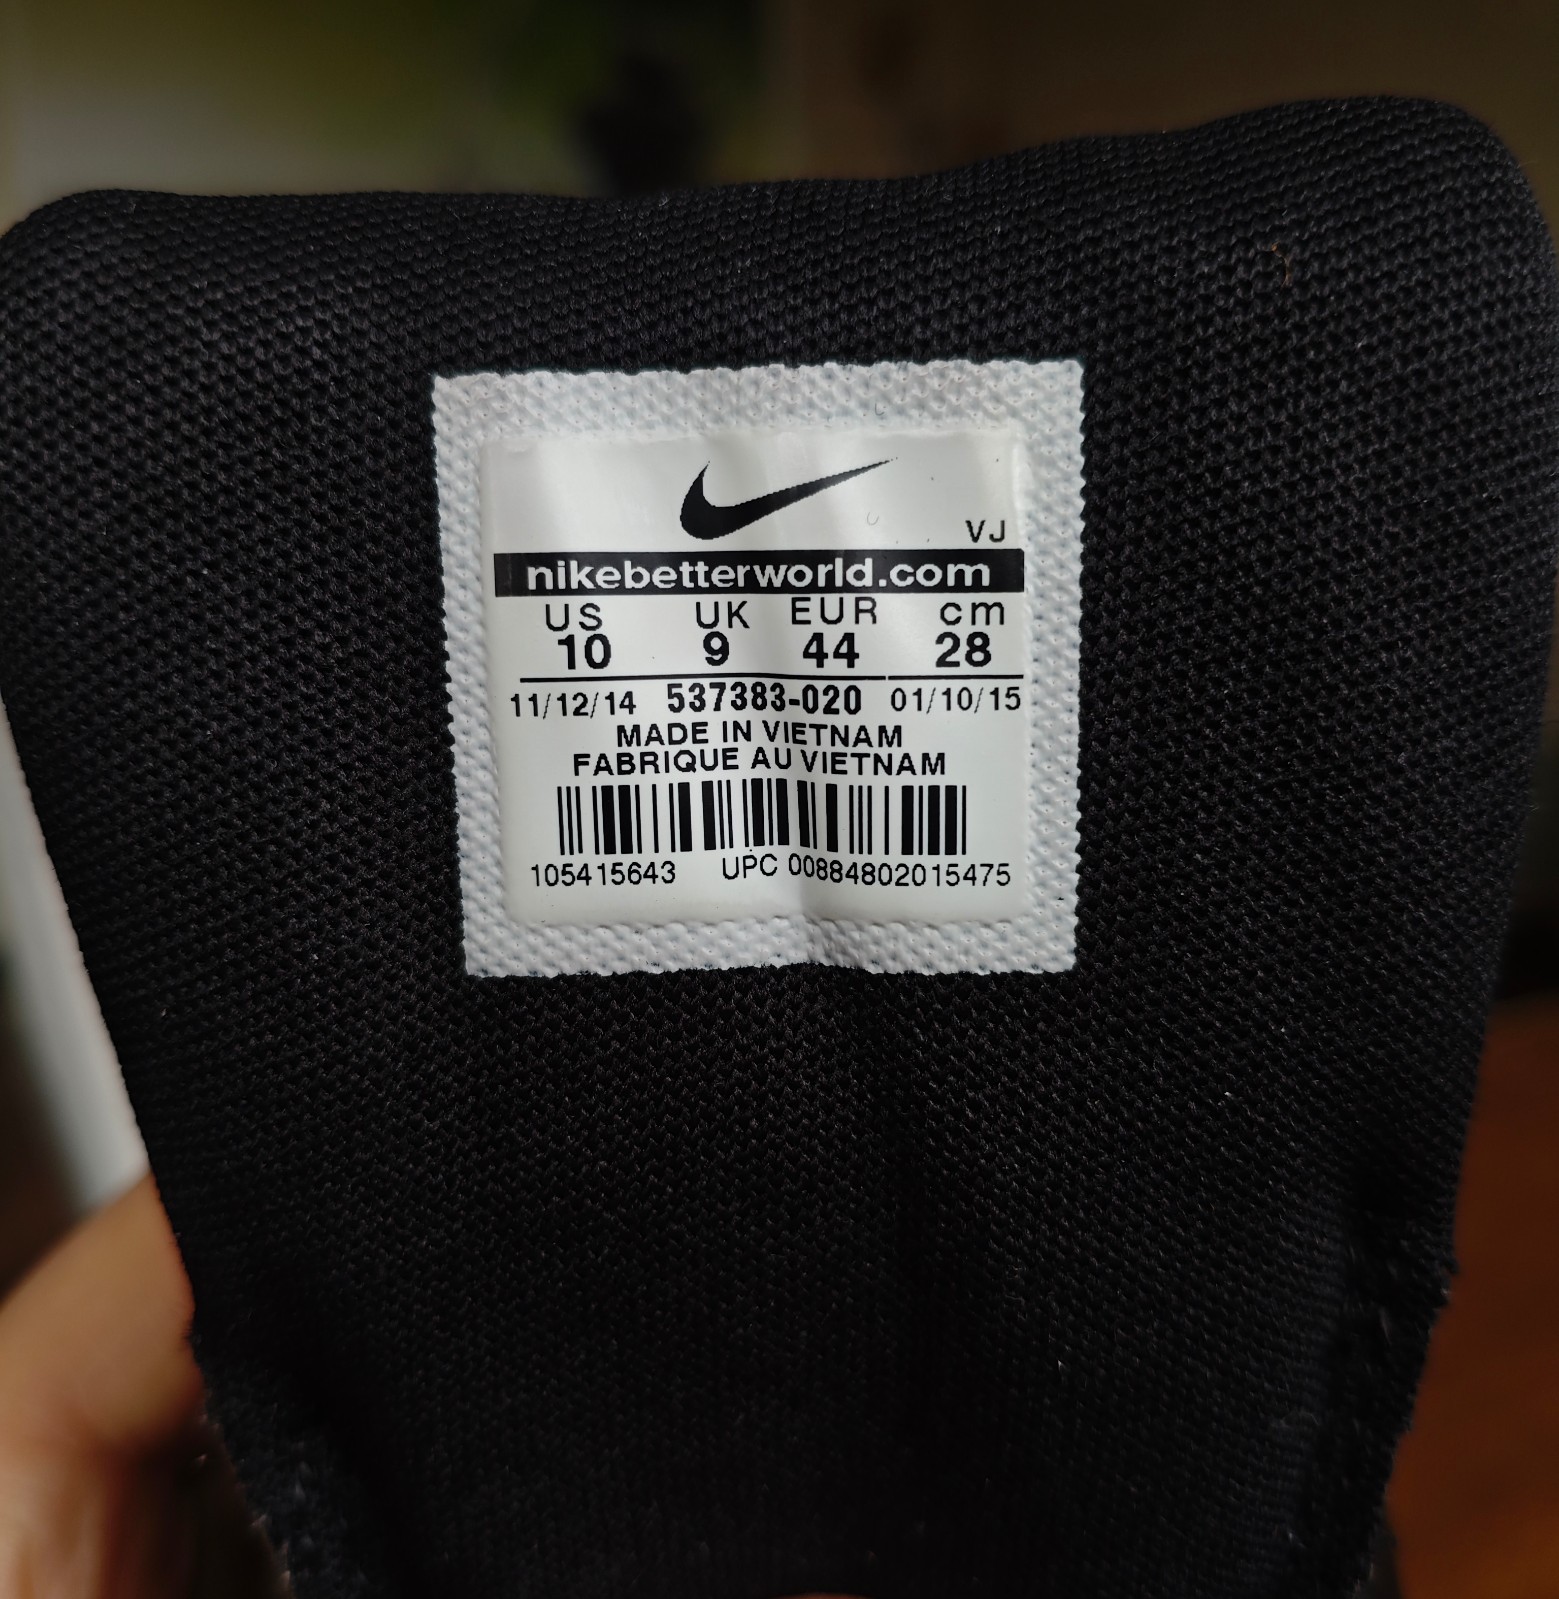 VJ
nikebetterworld.com
US UK EUR cm
10 9 44 28
11/12/14 537383-020 01/10/15
MADE IN VIETNAM
FABRIQUE AU VIETNAM
105415643 UPC 00884802015475